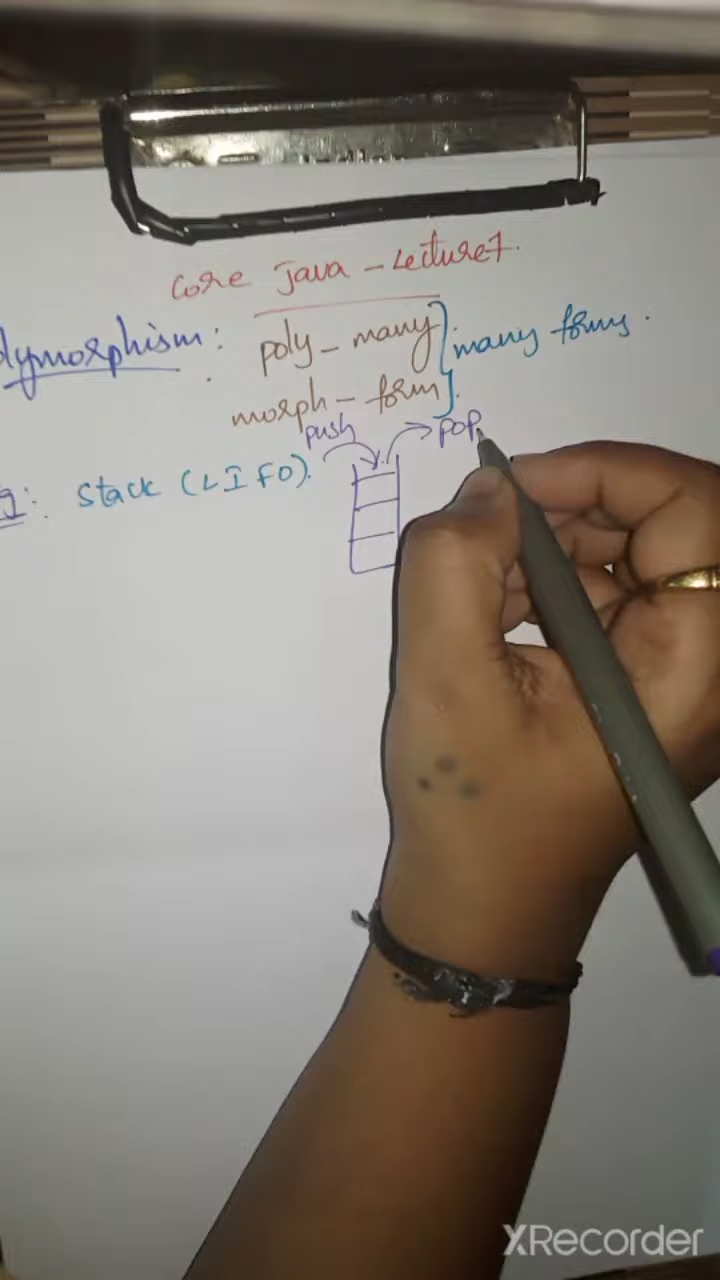 Core Java - Lecture 7.
lymorphism : poly - many } many forms.
morph - form
push pop
g: Stack (LIFO).
XRecorder